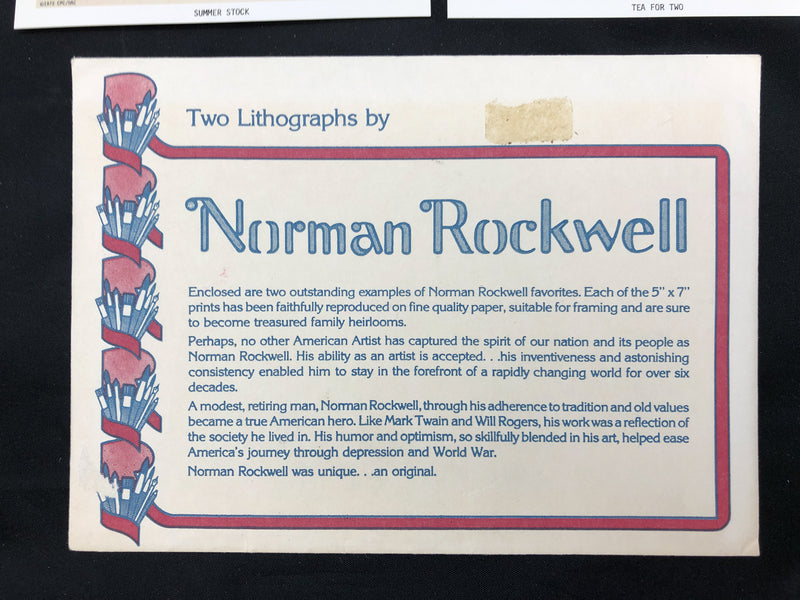 ©1978 CPC/URC
SUMMER STOCK
TEA FOR TWO
Two Lithographs by
Norman Rockwell
Enclosed are two outstanding examples of Norman Rockwell favorites. Each of the 5" x 7"
prints has been faithfully reproduced on fine quality paper, suitable for framing and are sure
to become treasured family heirlooms.
Perhaps, no other American Artist has captured the spirit of our nation and its people as
Norman Rockwell. His ability as an artist is accepted. . .his inventiveness and astonishing
consistency enabled him to stay in the forefront of a rapidly changing world for over six
decades.
A modest, retiring man, Norman Rockwell, through his adherence to tradition and old values
became a true American hero. Like Mark Twain and Will Rogers, his work was a reflection of
the society he lived in. His humor and optimism, so skillfully blended in his art, helped ease
America's journey through depression and World War.
Norman Rockwell was unique. . .an original.